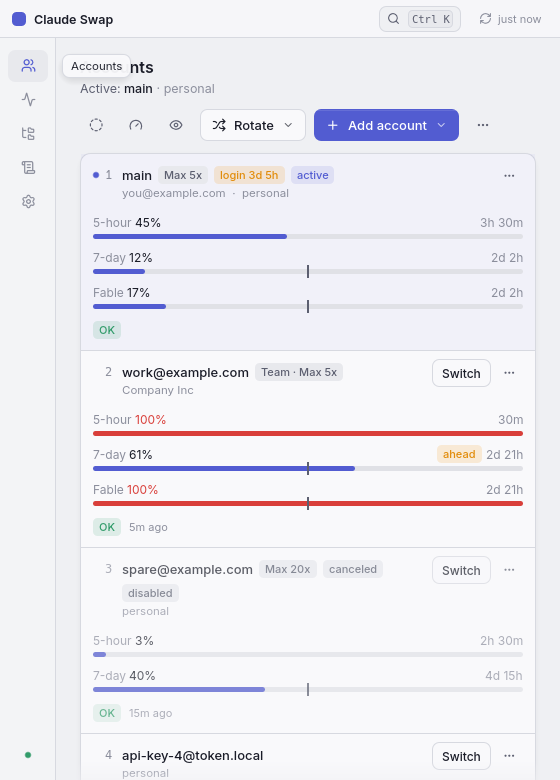 Claude Swap
Ctrl K
just now
Accounts
nts
Active: main · personal
Rotate
Add account
1 main Max 5x login 3d 5h active
you@example.com · personal
5-hour 45% 3h 30m
7-day 12% 2d 2h
Fable 17% 2d 2h
OK
2 work@example.com Team · Max 5x Switch
Company Inc
5-hour 100% 30m
7-day 61% ahead 2d 21h
Fable 100% 2d 21h
OK 5m ago
3 spare@example.com Max 20x canceled Switch
disabled
personal
5-hour 3% 2h 30m
7-day 40% 4d 15h
OK 15m ago
4 api-key-4@token.local Switch
personal